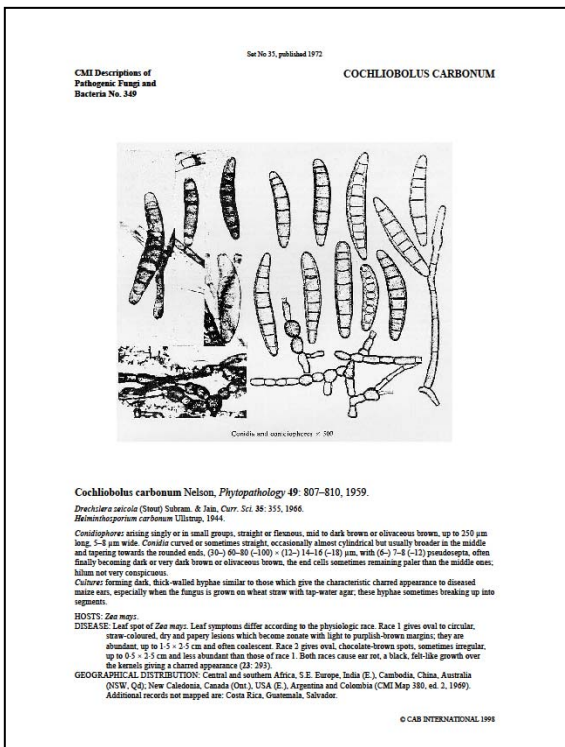 Set No 35, published 1972
CMI Descriptions of
Pathogenic Fungi and
Bacteria No. 349
COCHLIOBOLUS CARBONUM
Conidia and conidiophores × 500
Cochliobolus carbonum Nelson, Phytopathology 49: 807–810, 1959.
Drechslera zeicola (Stout) Subram. & Jain, Curr. Sci. 35: 355, 1966.
Helminthosporium carbonum Ullstrup, 1944.
Conidiophores arising singly or in small groups, straight or flexuous, mid to dark brown or olivaceous brown, up to 250 µm
long, 5–8 µm wide. Conidia curved or sometimes straight, occasionally almost cylindrical but usually broader in the middle
and tapering towards the rounded ends, (30–) 60–80 (–100) × (12–) 14–16 (–18) µm, with (6–) 7–8 (–12) pseudosepta, often
finally becoming dark or very dark brown or olivaceous brown, the end cells sometimes remaining paler than the middle ones;
hilum not very conspicuous.
Cultures forming dark, thick-walled hyphae similar to those which give the characteristic charred appearance to diseased
maize ears, especially when the fungus is grown on wheat straw with tap-water agar; these hyphae sometimes breaking up into
segments.
HOSTS: Zea mays.
DISEASE: Leaf spot of Zea mays. Leaf symptoms differ according to the physiologic race. Race 1 gives oval to circular,
straw-coloured, dry and papery lesions which become zonate with light to purplish-brown margins; they are
abundant, up to 1·5 × 2·5 cm and often coalescent. Race 2 gives oval, chocolate-brown spots, sometimes irregular,
up to 0·5 × 2·5 cm and less abundant than those of race 1. Both races cause ear rot, a black, felt-like growth over
the kernels giving a charred appearance (23: 293).
GEOGRAPHICAL DISTRIBUTION: Central and southern Africa, S.E. Europe, India (E.), Cambodia, China, Australia
(NSW, Qd); New Caledonia, Canada (Ont.), USA (E.), Argentina and Colombia (CMI Map 380, ed. 2, 1969).
Additional records not mapped are: Costa Rica, Guatemala, Salvador.
© CAB INTERNATIONAL 1998